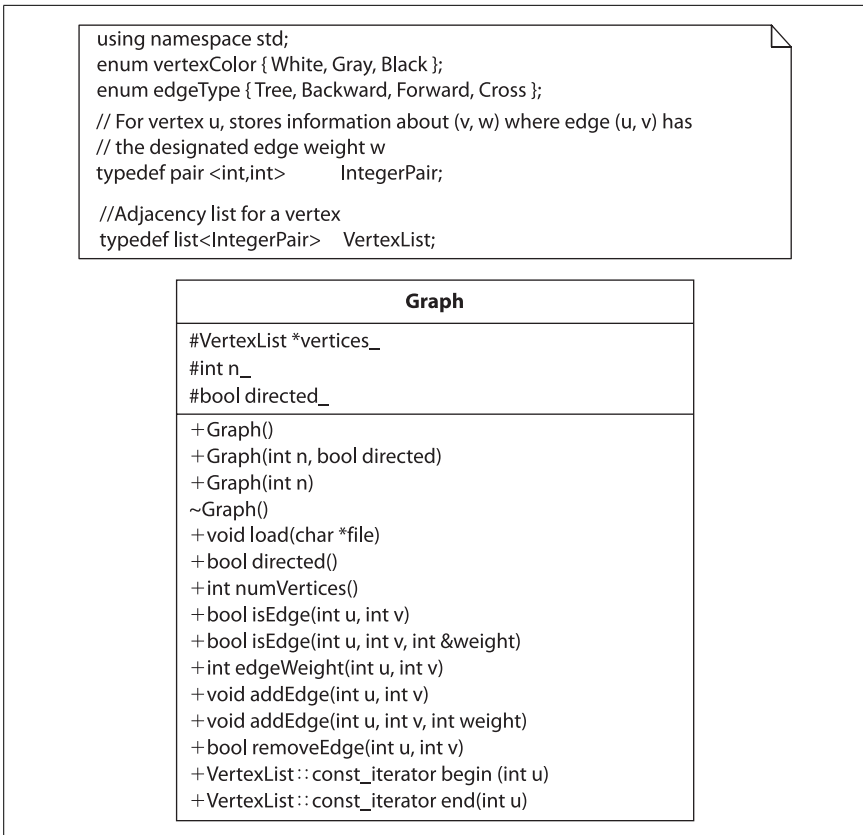 using namespace std;
enum vertexColor { White, Gray, Black };
enum edgeType { Tree, Backward, Forward, Cross };
// For vertex u, stores information about (v, w) where edge (u, v) has
// the designated edge weight w
typedef pair <int,int> IntegerPair;
//Adjacency list for a vertex
typedef list<IntegerPair> VertexList;
Graph
#VertexList *vertices_
#int n_
#bool directed_
+Graph()
+Graph(int n, bool directed)
+Graph(int n)
~Graph()
+void load(char *file)
+bool directed()
+int numVertices()
+bool isEdge(int u, int v)
+bool isEdge(int u, int v, int &weight)
+int edgeWeight(int u, int v)
+void addEdge(int u, int v)
+void addEdge(int u, int v, int weight)
+bool removeEdge(int u, int v)
+VertexList::const_iterator begin (int u)
+VertexList::const_iterator end(int u)